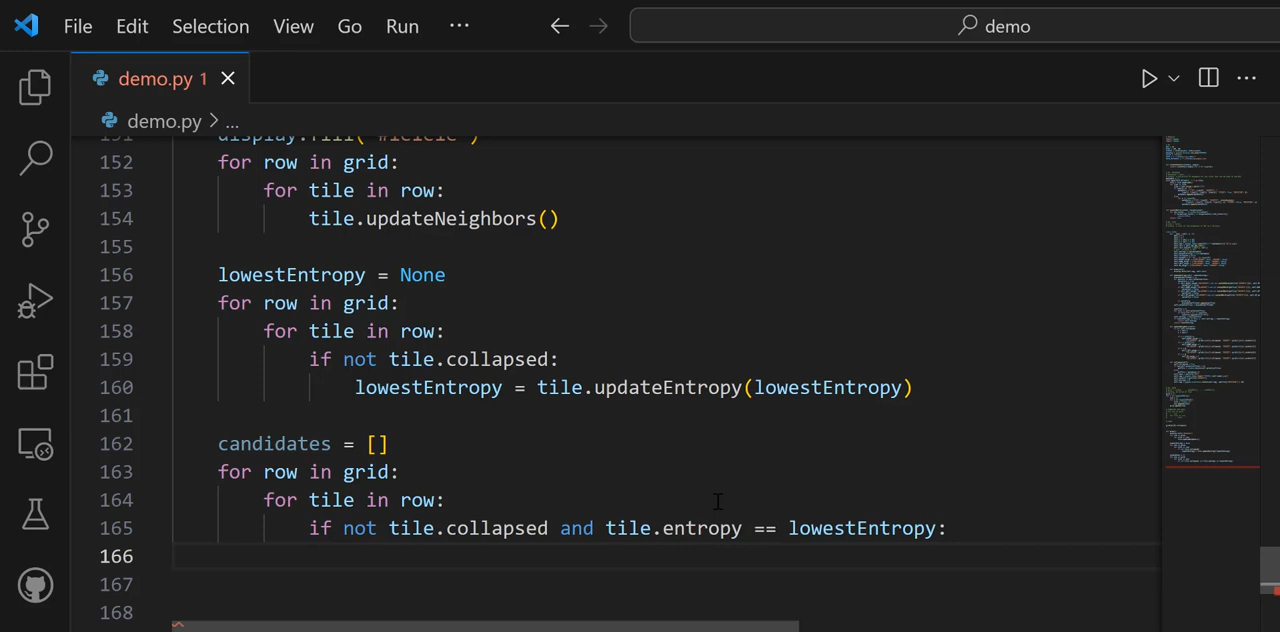 File Edit Selection View Go Run ··· ← → demo
demo.py 1 ×
demo.py > ...
152 for row in grid:
153 for tile in row:
154 tile.updateNeighbors()
155
156 lowestEntropy = None
157 for row in grid:
158 for tile in row:
159 if not tile.collapsed:
160 lowestEntropy = tile.updateEntropy(lowestEntropy)
161
162 candidates = []
163 for row in grid:
164 for tile in row:
165 if not tile.collapsed and tile.entropy == lowestEntropy:
166
167
168